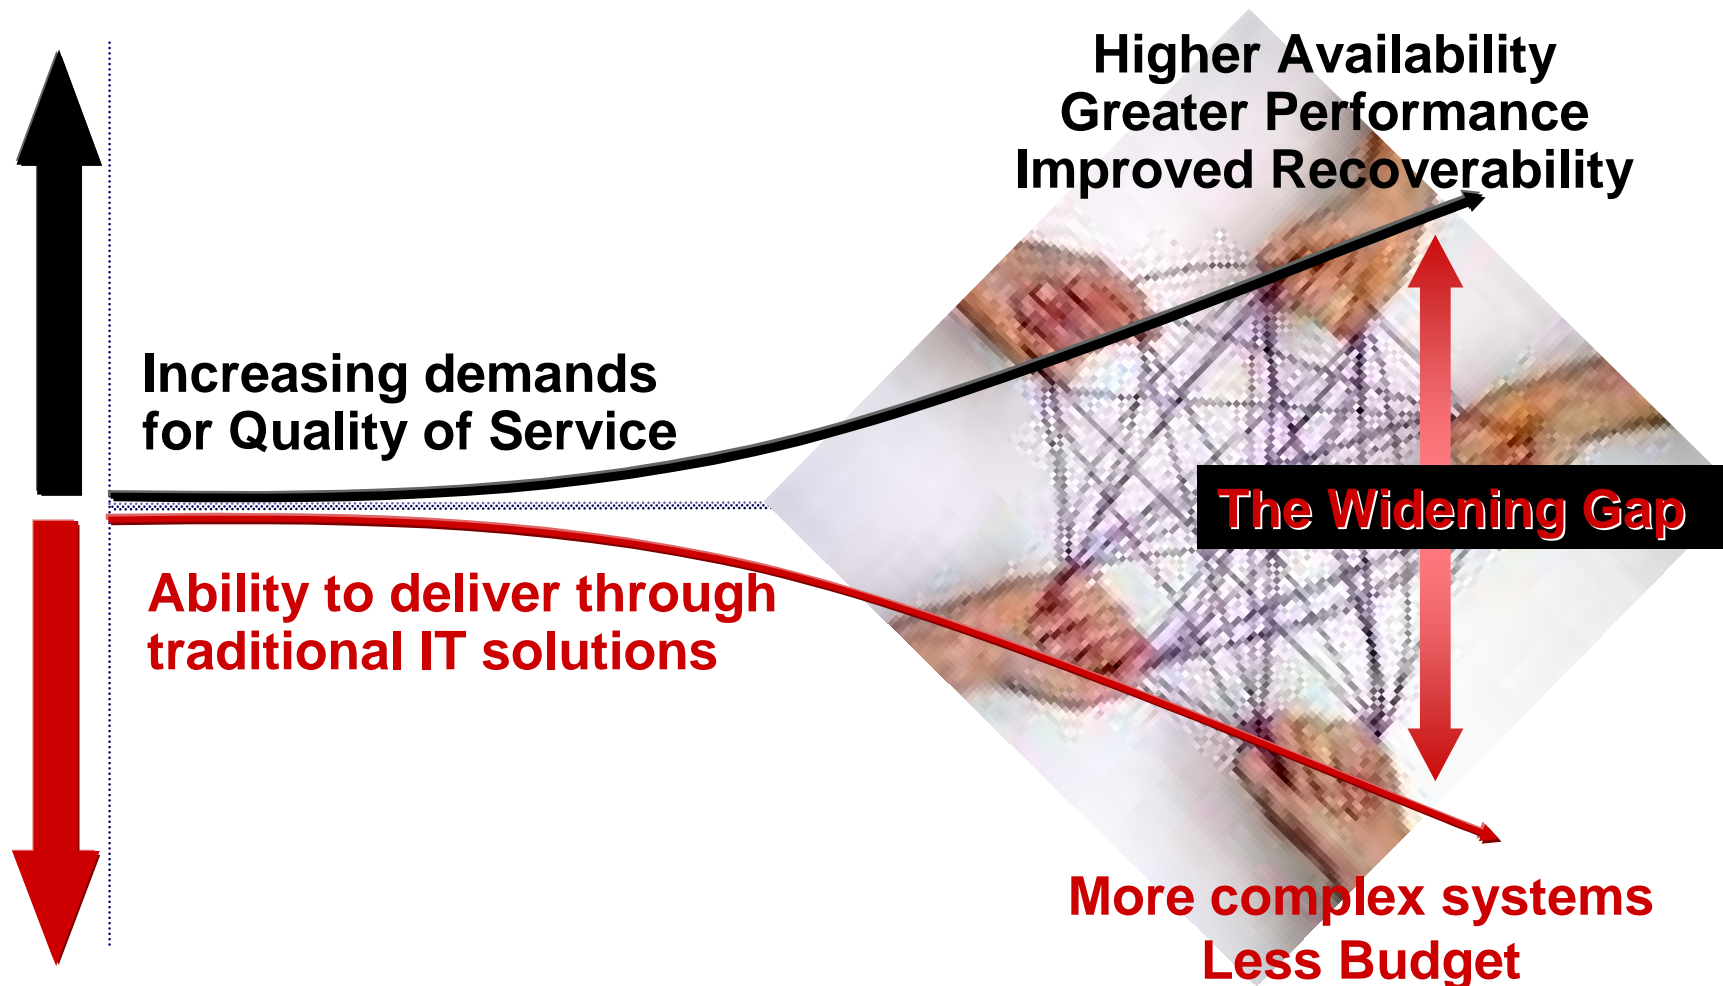 Higher Availability
Greater Performance
Improved Recoverability
Increasing demands
for Quality of Service
The Widening Gap
Ability to deliver through
traditional IT solutions
More complex systems
Less Budget